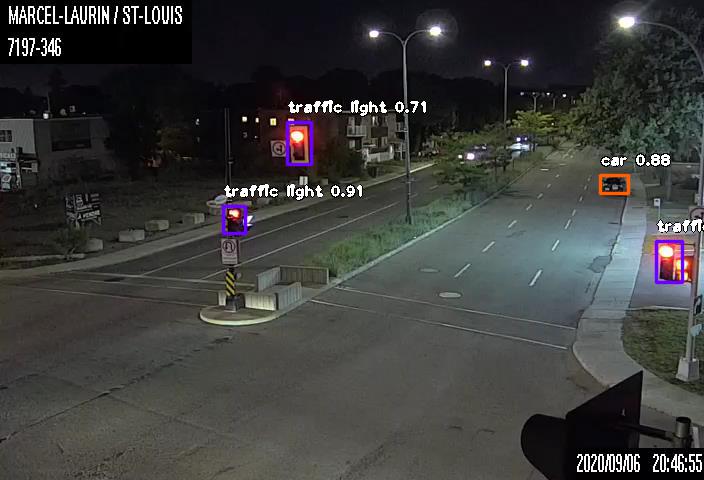 MARCEL-LAURIN / ST-LOUIS
7197-346
traffic light 0.71
car 0.88
traffic light 0.91
traffi
2020/09/06 20:46:55